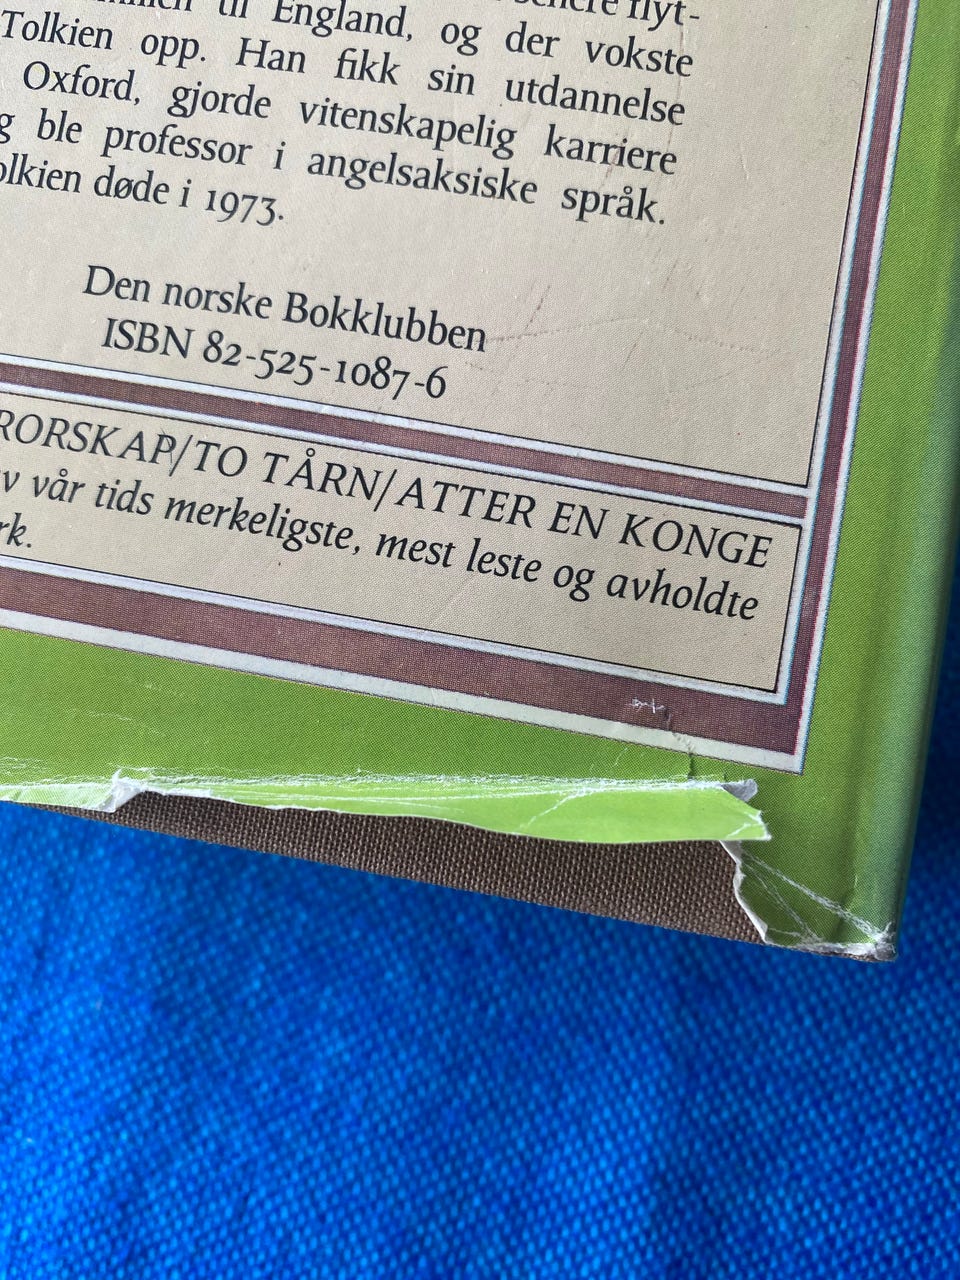 til England, og der vokste
Tolkien opp. Han fikk sin utdannelse
Oxford, gjorde vitenskapelig karriere
ble professor i angelsaksiske språk.
døde i 1973.
Den norske Bokklubben
ISBN 82-525-1087-6
RORSKAP/TO TÅRN/ATTER EN KONGE
v vår tids merkeligste, mest leste og avholdte
rk.